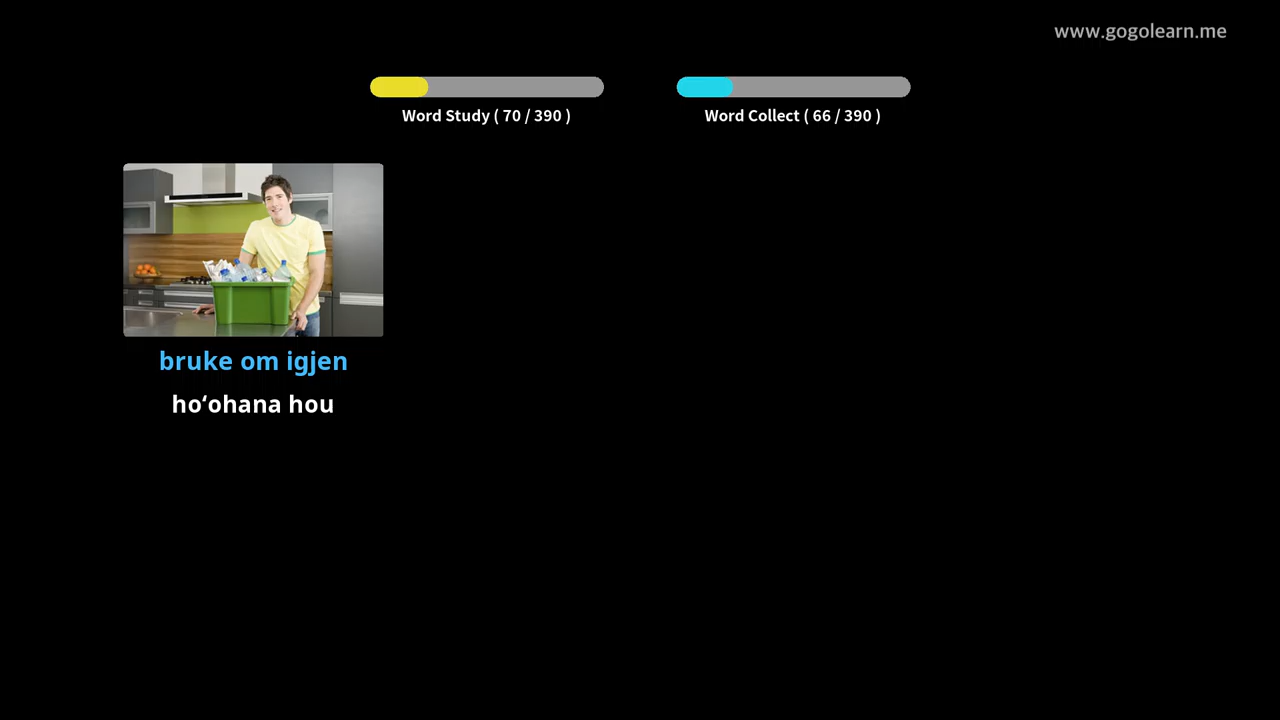 www.gogolearn.me
Word Study ( 70 / 390 )
Word Collect ( 66 / 390 )
bruke om igjen
hoʻohana hou